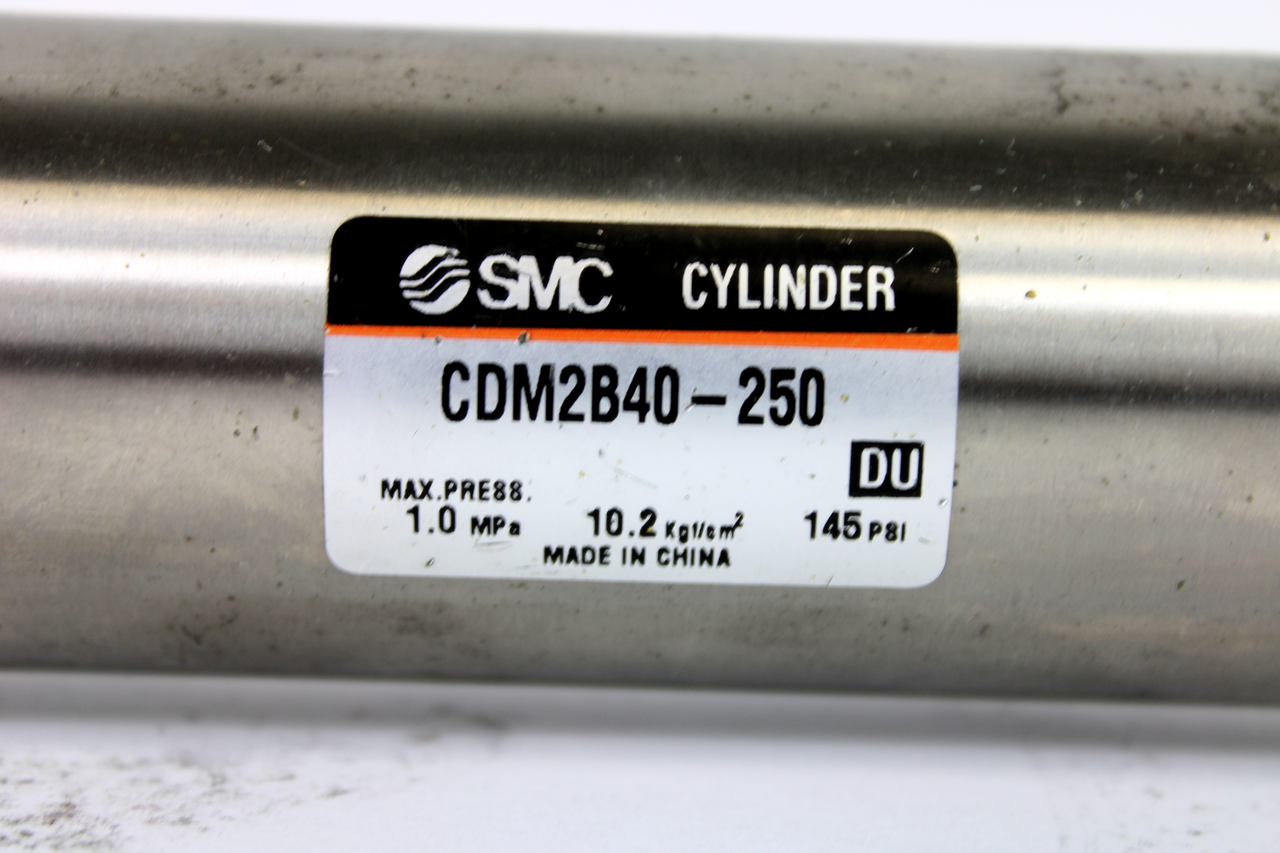 SMC CYLINDER
CDM2B40-250
DU
MAX.PRESS.
1.0 MPa 10.2 Kgf/cm² 145 PSI
MADE IN CHINA